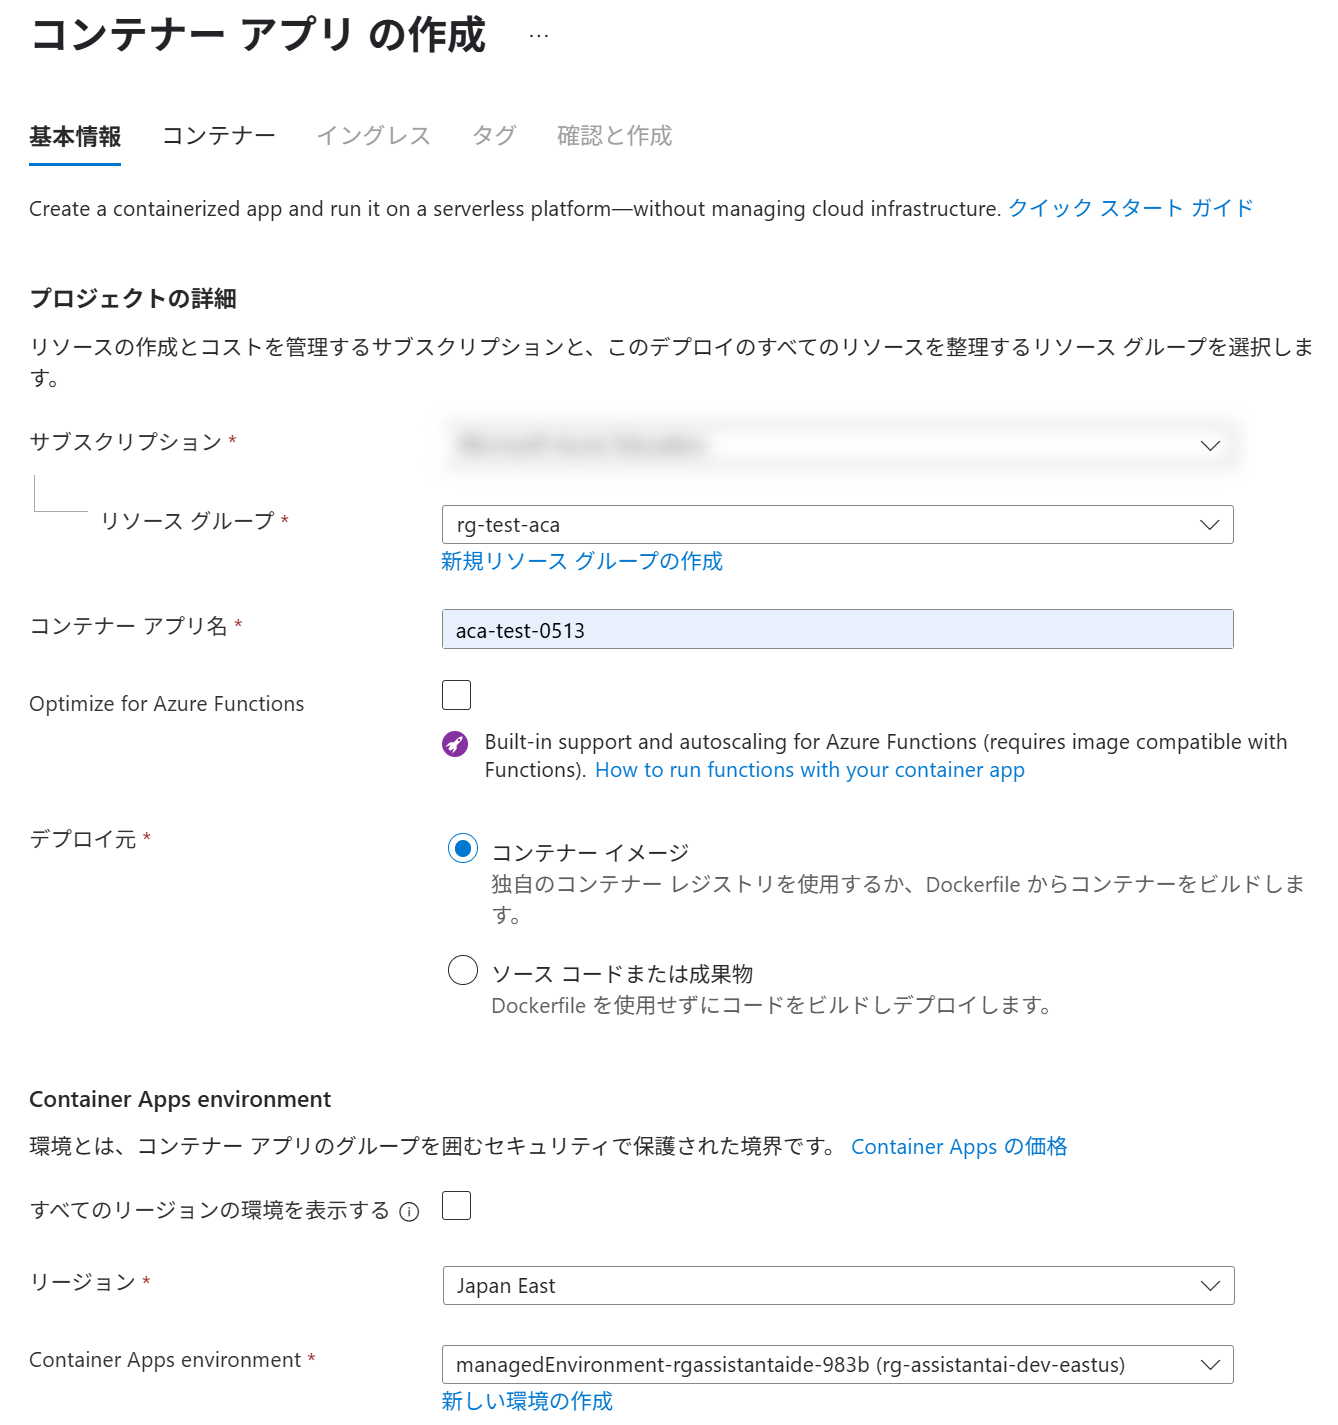 コンテナー アプリ の作成 …
基本情報 コンテナー イングレス タグ 確認と作成
Create a containerized app and run it on a serverless platform—without managing cloud infrastructure. クイック スタート ガイド
プロジェクトの詳細
リソースの作成とコストを管理するサブスクリプションと、このデプロイのすべてのリソースを整理するリソース グループを選択しま
す。
サブスクリプション *
リソース グループ * rg-test-aca
新規リソース グループの作成
コンテナー アプリ名 * aca-test-0513
Optimize for Azure Functions
Built-in support and autoscaling for Azure Functions (requires image compatible with
Functions). How to run functions with your container app
デプロイ元 *
コンテナー イメージ
独自のコンテナー レジストリを使用するか、Dockerfile からコンテナーをビルドしま
す。
ソース コードまたは成果物
Dockerfile を使用せずにコードをビルドしデプロイします。
Container Apps environment
環境とは、コンテナー アプリのグループを囲むセキュリティで保護された境界です。 Container Apps の価格
すべてのリージョンの環境を表示する
リージョン * Japan East
Container Apps environment * managedEnvironment-rgassistantaide-983b (rg-assistantai-dev-eastus)
新しい環境の作成